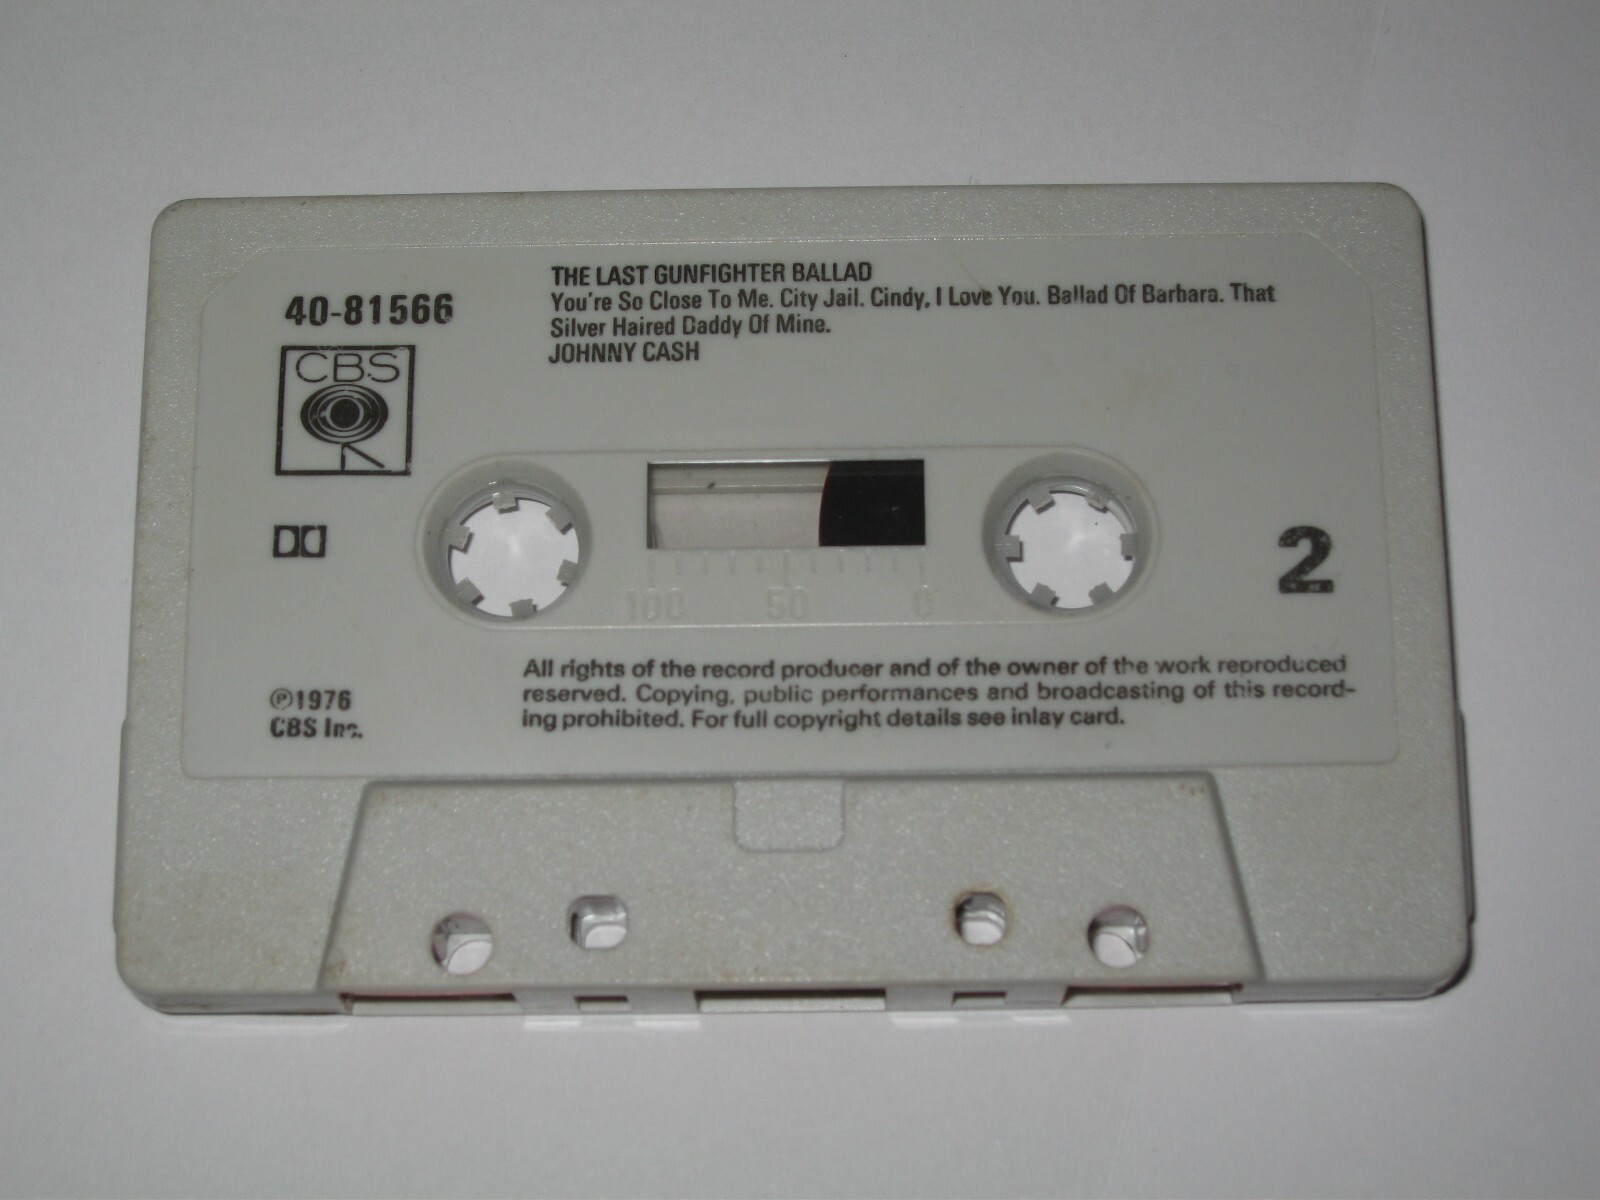 THE LAST GUNFIGHTER BALLAD
You're So Close To Me. City Jail. Cindy, I Love You. Ballad Of Barbara. That
Silver Haired Daddy Of Mine.
JOHNNY CASH
40-81566
CBS
100 50 0
2
All rights of the record producer and of the owner of the work reproduced
reserved. Copying, public performances and broadcasting of this record-
ing prohibited. For full copyright details see inlay card.
℗1976
CBS Inc.